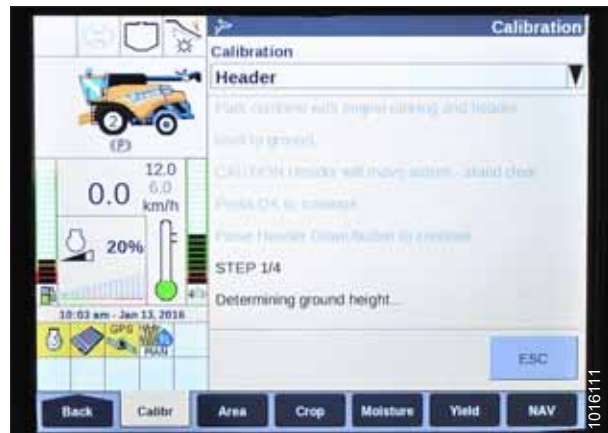 Calibration
Calibration
Header
Park combine with engine running and header
level to ground.
CAUTION Header will move autom - stand clear
Press OK to continue
Press Header Down button to continue
STEP 1/4
Determining ground height...
ESC
2
(P)
12.0
0.0
6.0
km/h
20%
10:03 am - Jan 13, 2016
GPS
MAN
Back
Calibr
Area
Crop
Moisture
Yield
NAV
1016111